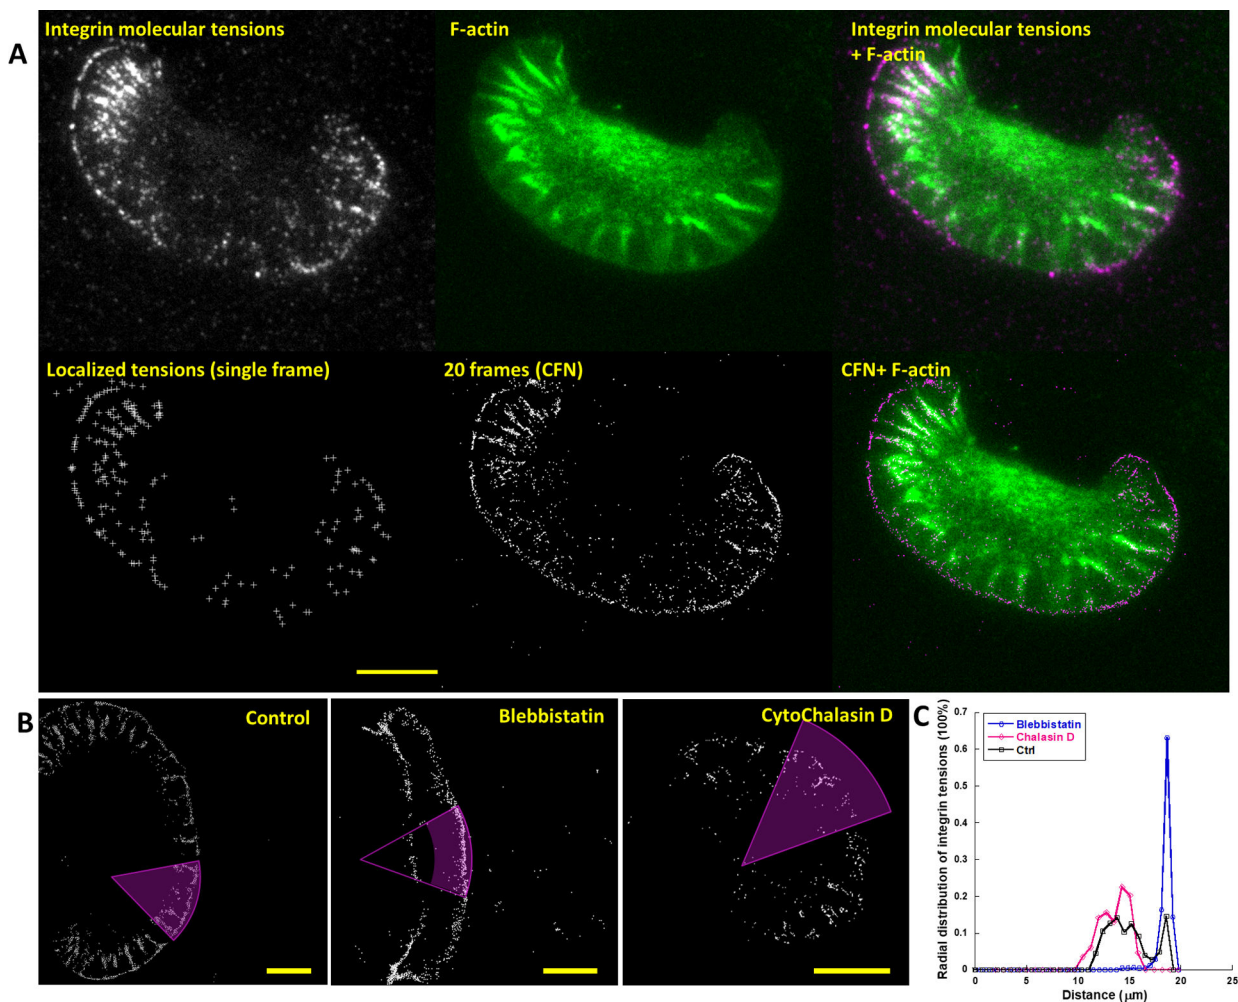 A
Integrin molecular tensions
F-actin
Integrin molecular tensions
+ F-actin
Localized tensions (single frame)
20 frames (CFN)
CFN+ F-actin
B
Control
Blebbistatin
CytoChalasin D
C
Radial distribution of integrin tensions (100%)
0.7
0.6
0.5
0.4
0.3
0.2
0.1
0
Blebbistatin
Chalasin D
Ctrl
0 5 10 15 20 25
Distance (μm)